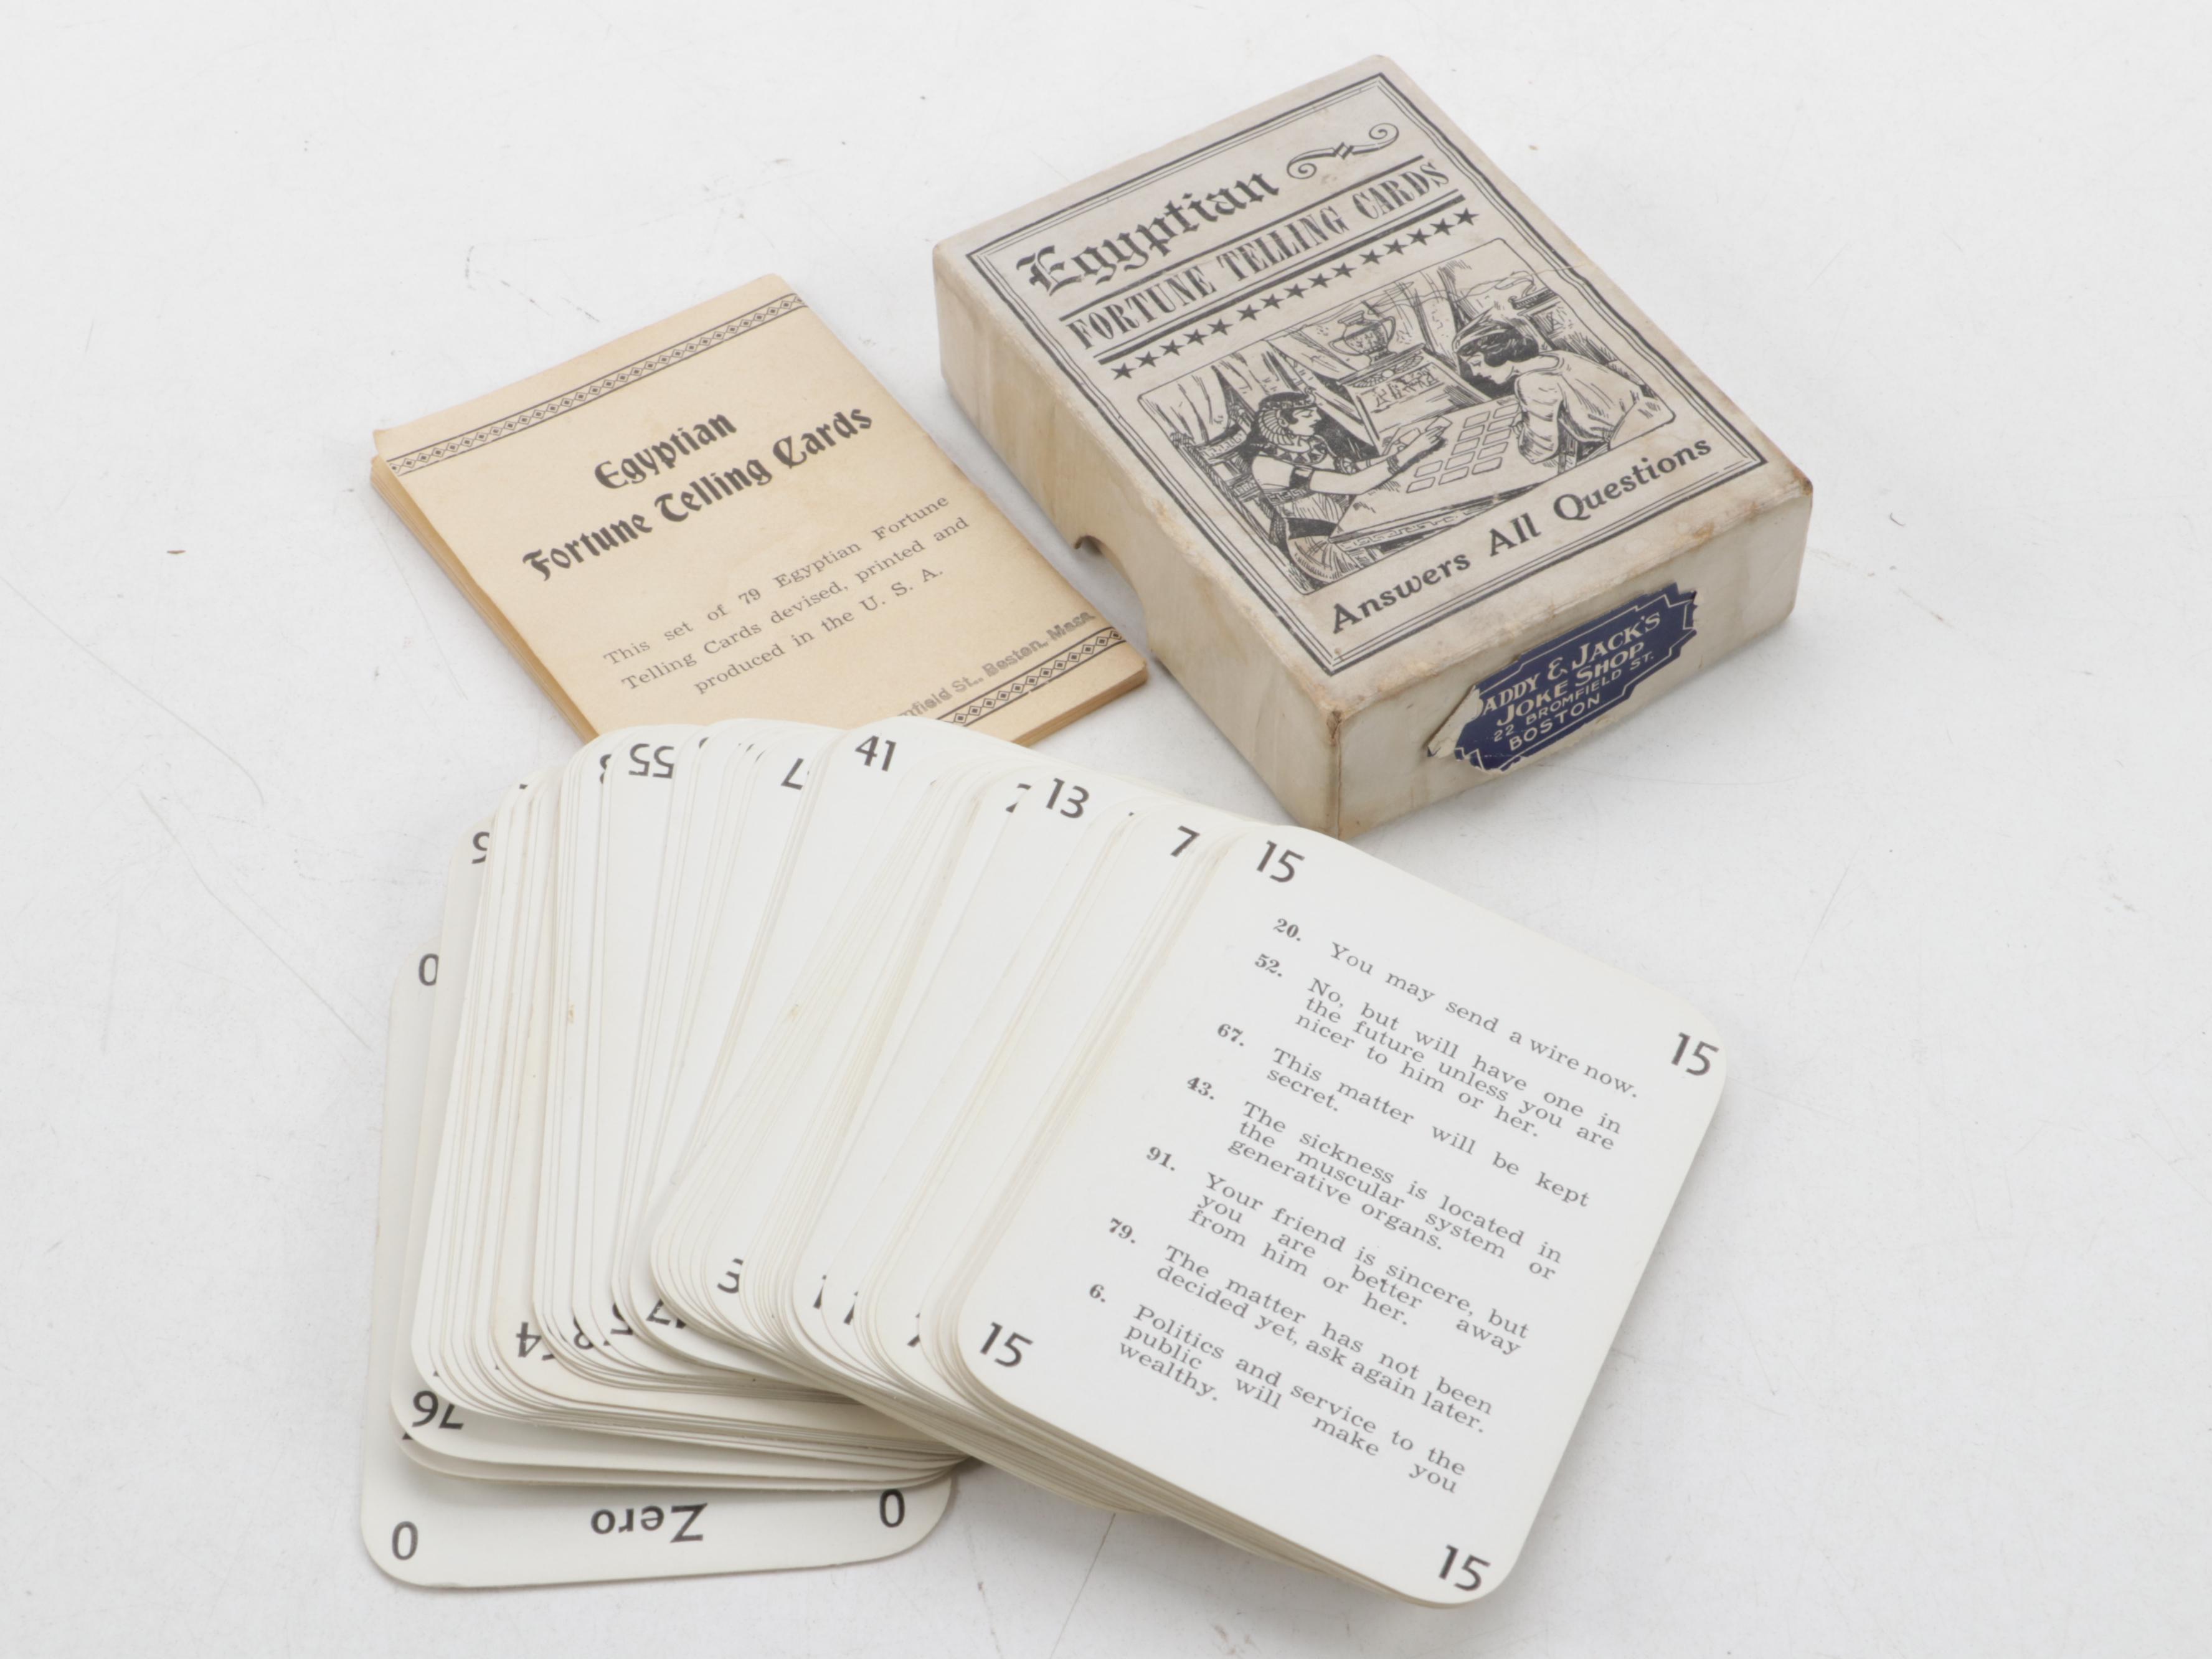 Egyptian
FORTUNE TELLING CARDS
Answers All Questions
ADDY & JACK'S
JOKE SHOP
22 BROMFIELD ST.
BOSTON
Egyptian
Fortune Telling Cards
This set of 79 Egyptian Fortune
Telling Cards devised, printed and
produced in the U. S. A.
St., Boston, Mass
55
41
13
7
15
15
20. You may send a wire now.
52. No, but will have one in
the future unless you are
nicer to him or her.
67. This matter will be kept
secret.
43. The sickness is located in
the muscular system or
generative organs.
91. Your friend is sincere, but
you are better away
from him or her.
79. The matter has not been
decided yet, ask again later.
6. Politics and service to the
public will make you
wealthy.
15
15
0
76
0
Zero
0